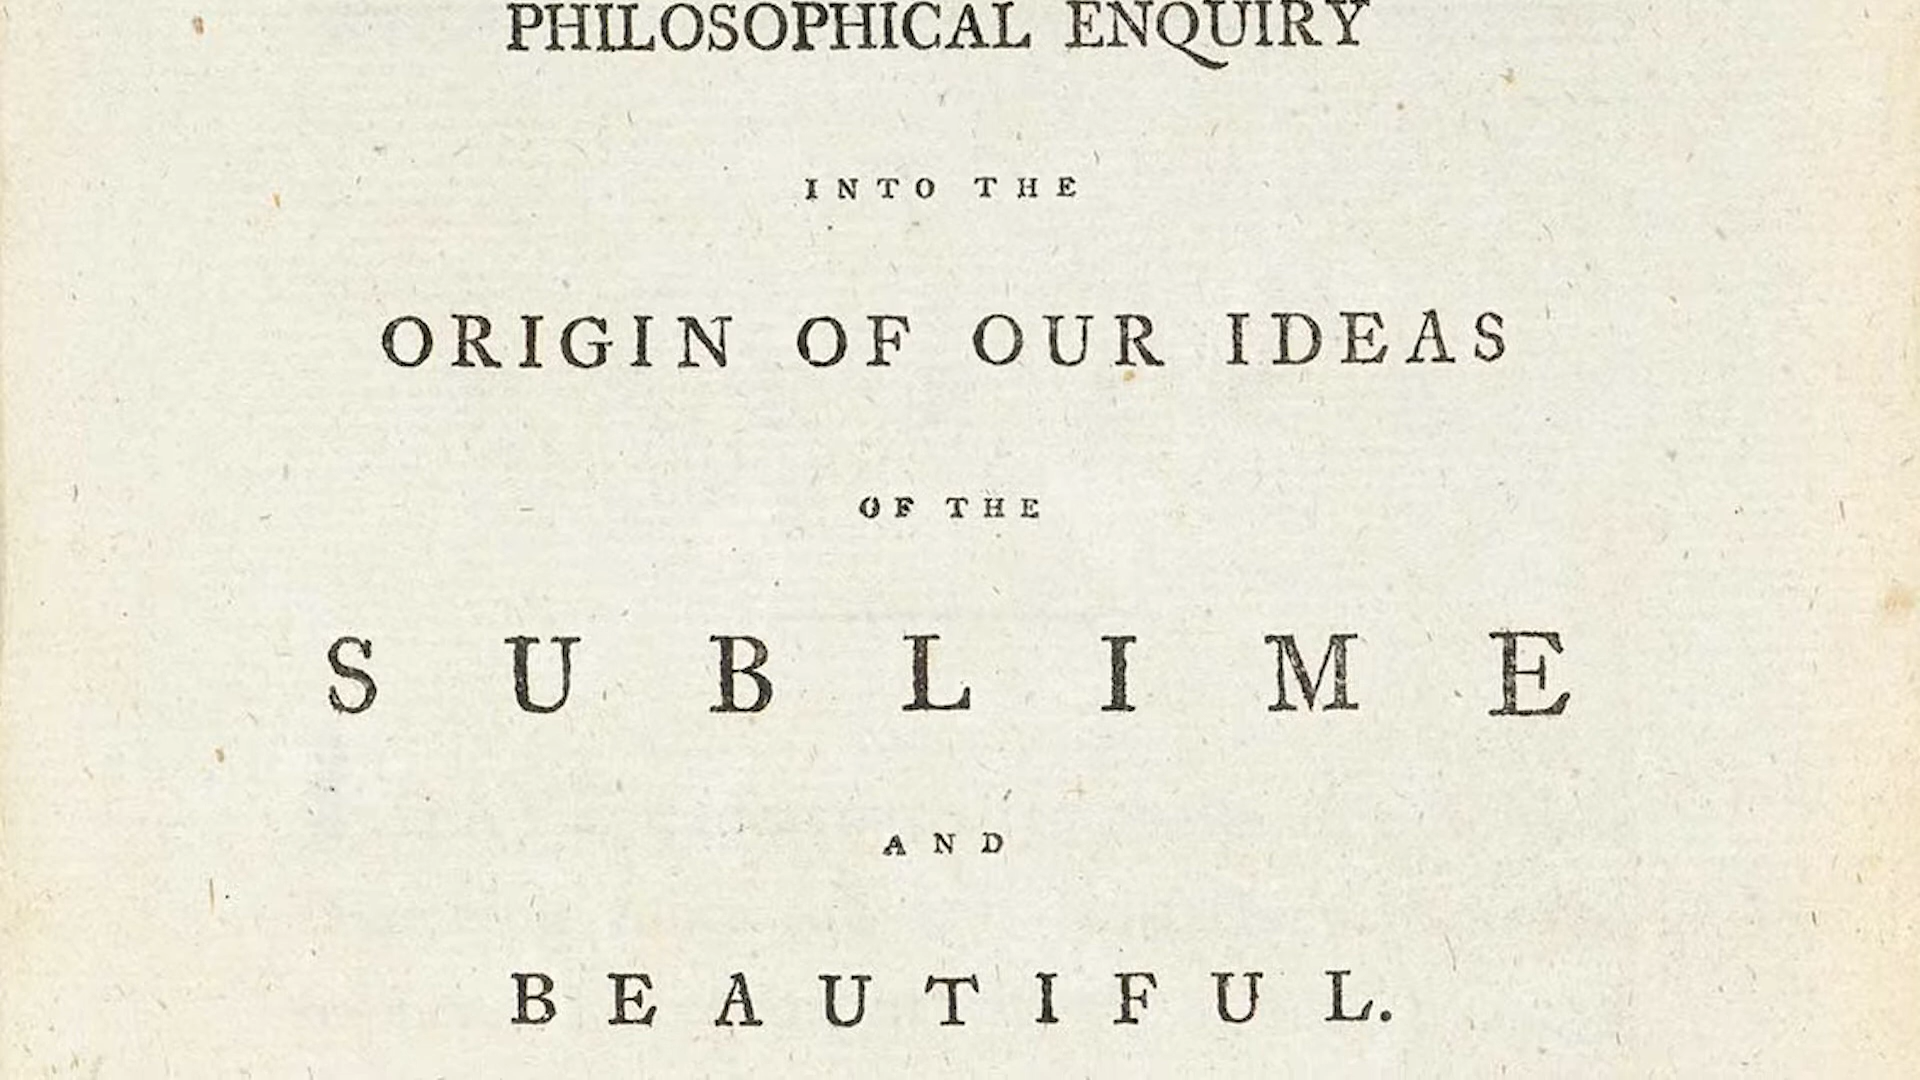 PHILOSOPHICAL ENQUIRY
INTO THE
ORIGIN OF OUR IDEAS
OF THE
SUBLIME
AND
BEAUTIFUL.